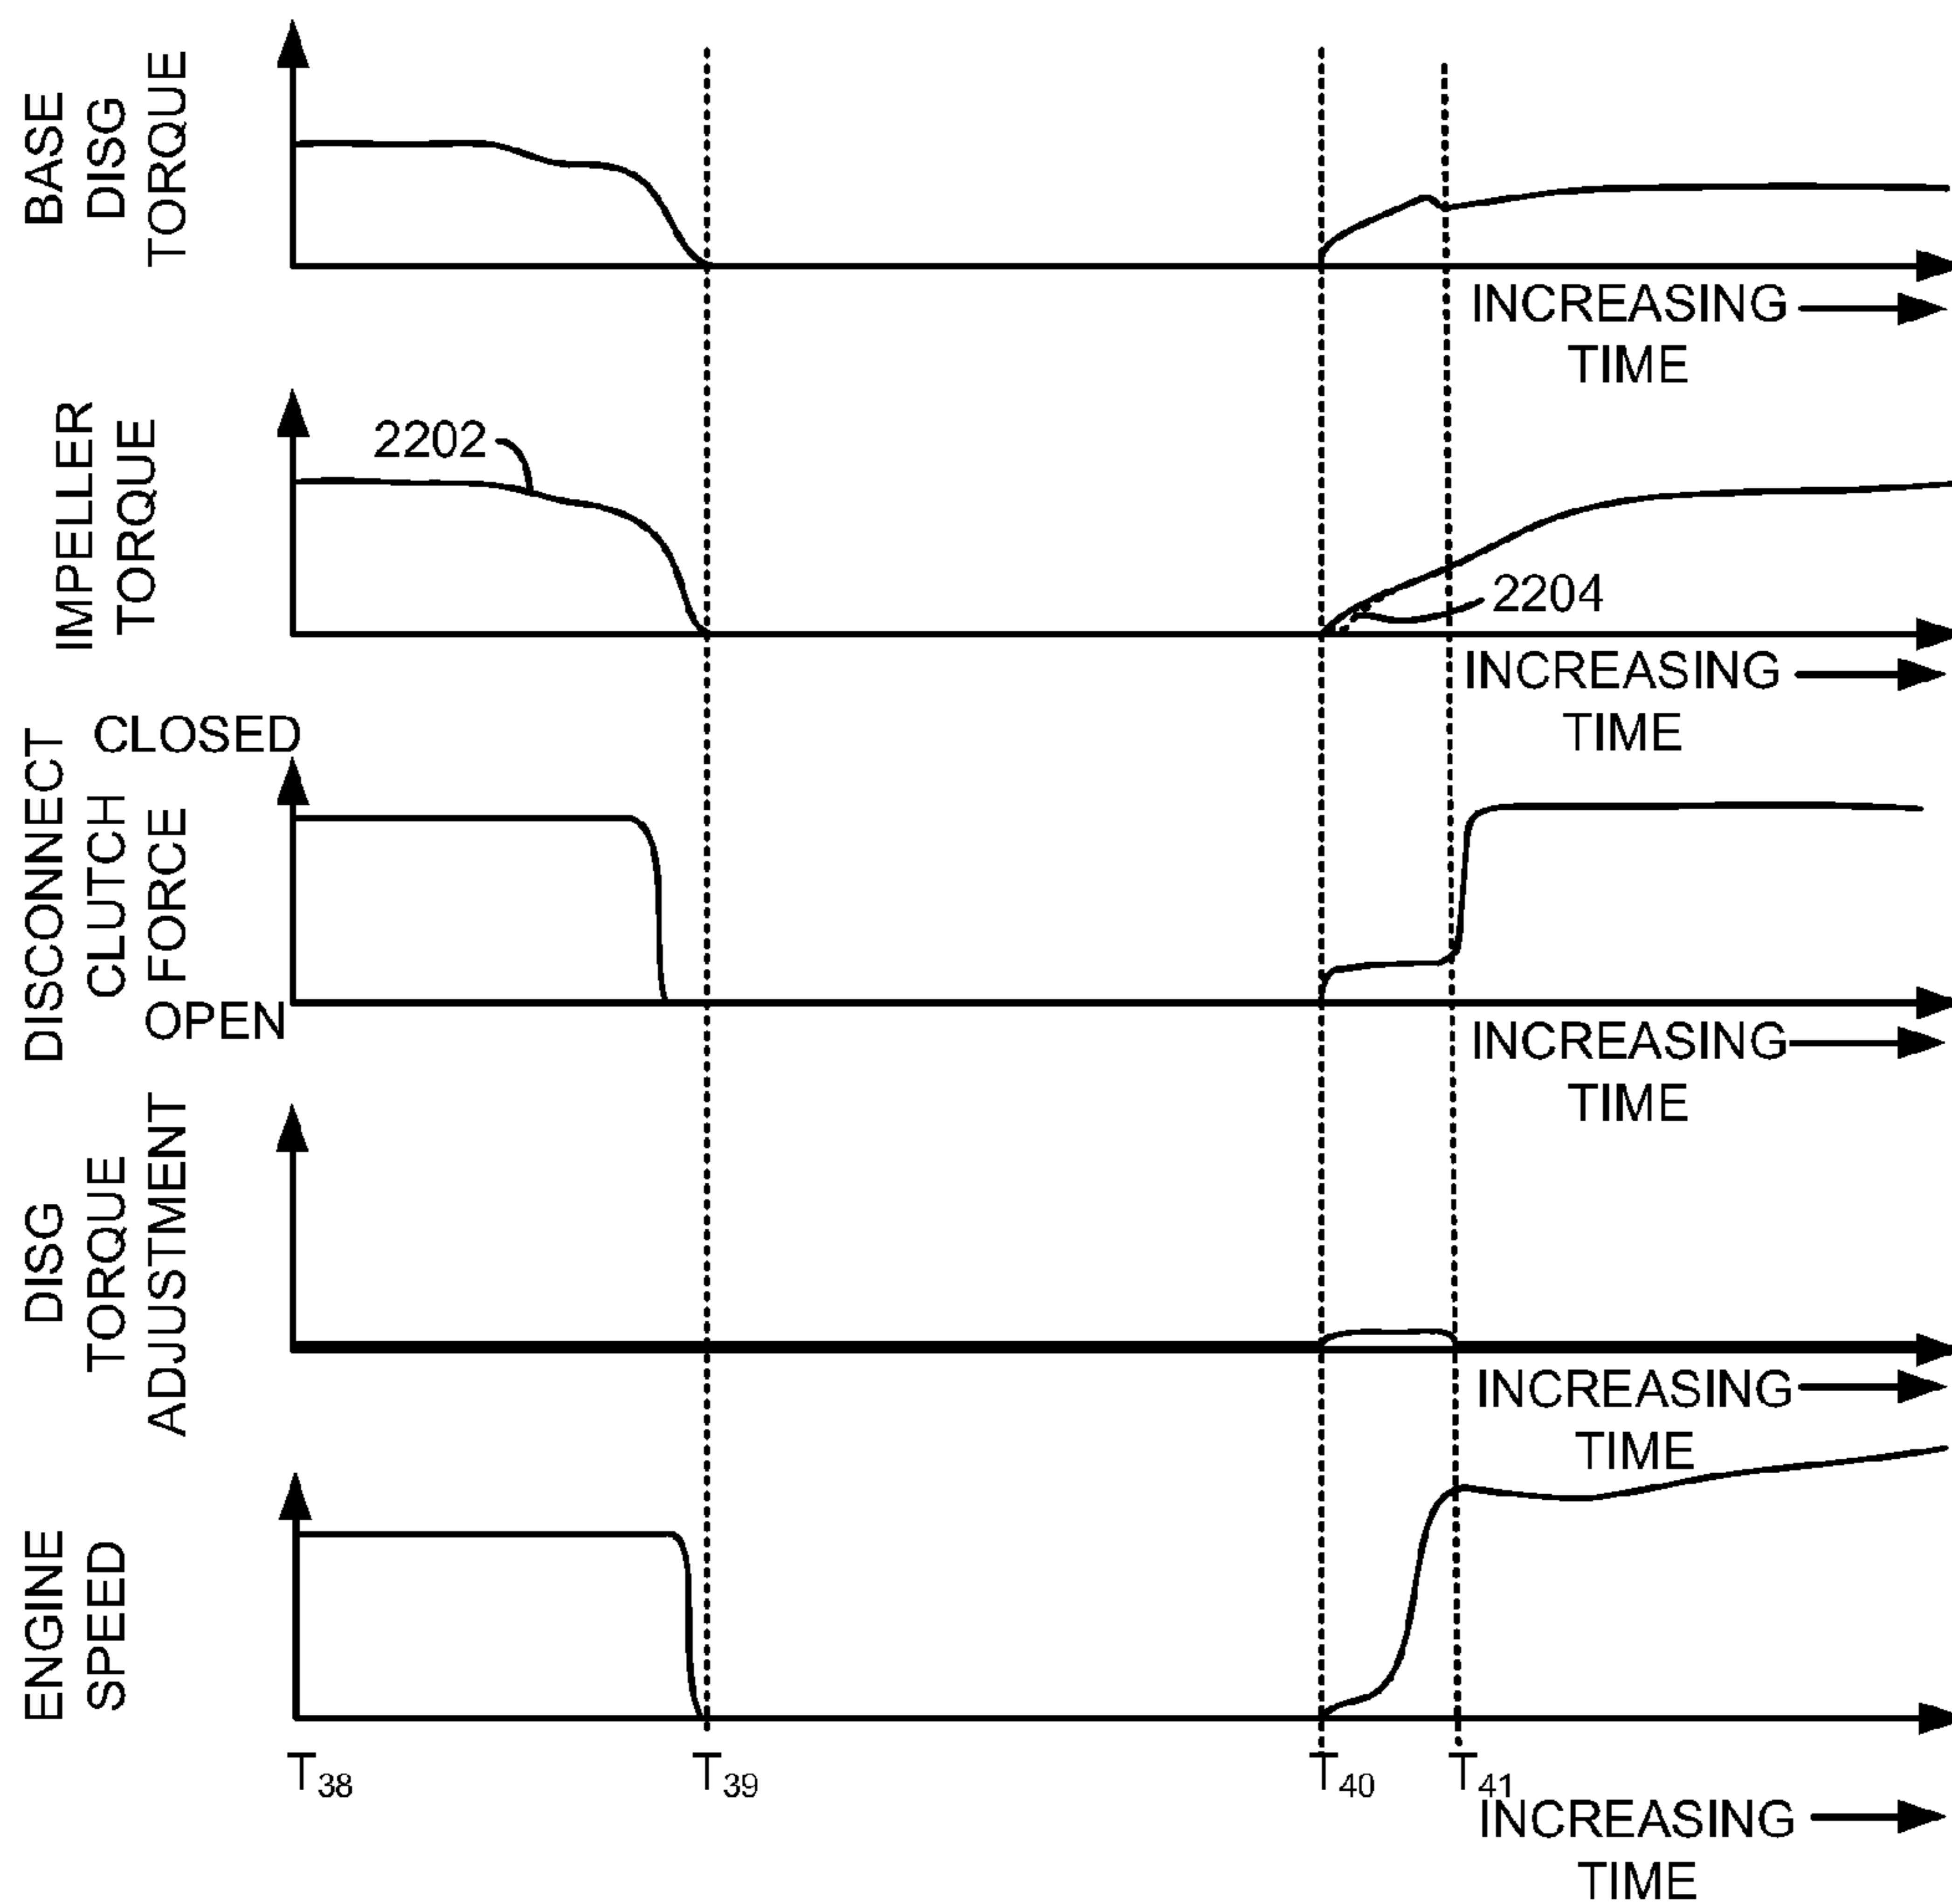 BASE
DISG
TORQUE
INCREASING
TIME
IMPELLER
TORQUE
2202
2204
INCREASING
TIME
DISCONNECT
CLUTCH
FORCE
CLOSED
OPEN
INCREASING
TIME
DISG
TORQUE
ADJUSTMENT
INCREASING
TIME
ENGINE
SPEED
T38
T39
T40
T41
INCREASING
TIME